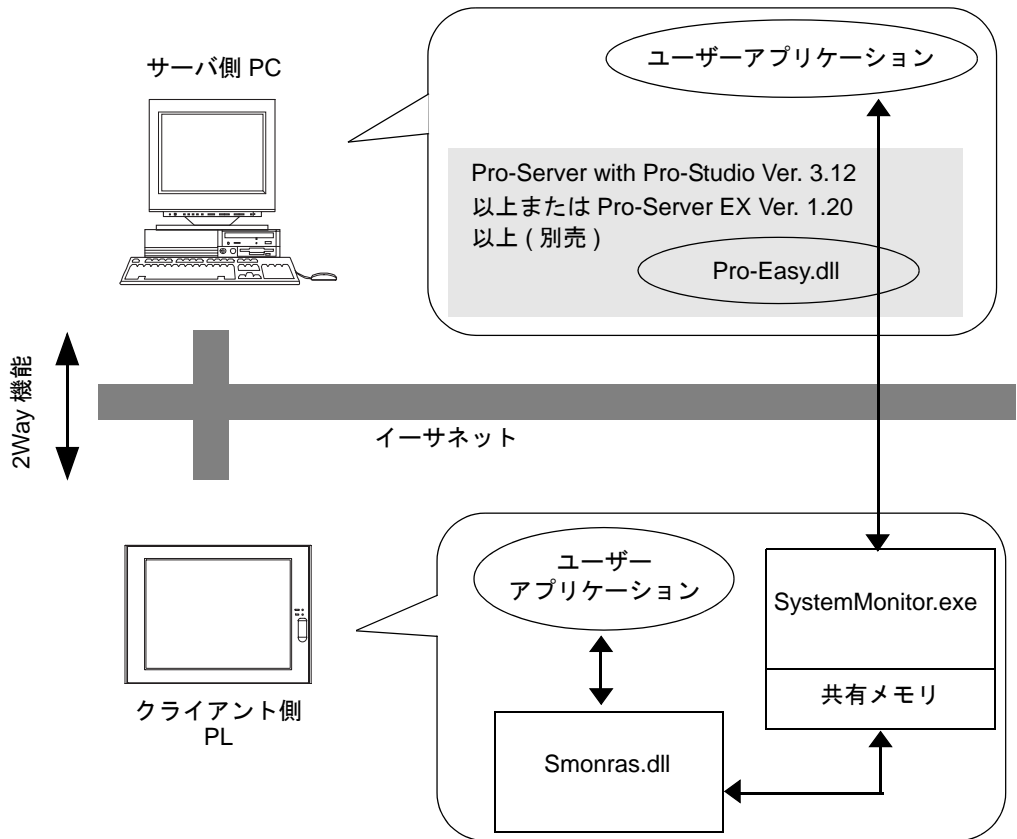 サーバ側 PC
ユーザーアプリケーション
Pro-Server with Pro-Studio Ver. 3.12
以上または Pro-Server EX Ver. 1.20
以上 ( 別売 )
Pro-Easy.dll
2Way 機能
イーサネット
クライアント側
PL
ユーザー
アプリケーション
SystemMonitor.exe
共有メモリ
Smonras.dll